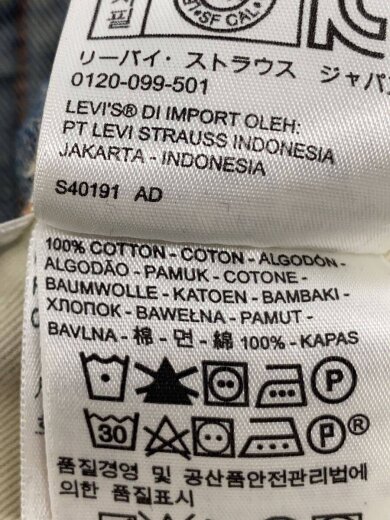 SF CAL.
リーバイ・ストラウス ジャパ
0120-099-501
LEVI'S® DI IMPORT OLEH:
PT LEVI STRAUSS INDONESIA
JAKARTA - INDONESIA
S40191 AD
100% COTTON - COTON - ALGODÓN -
ALGODÃO - PAMUK - COTONE -
BAUMWOLLE - KATOEN - BAMBAKI -
ХЛОПОК - BAWEŁNA - PAMUT -
BAVLNA - 棉 - 면 - 綿 100% - KAPAS
P
30 P®
품질경영 및 공산품안전관리법에
의한 품질표시